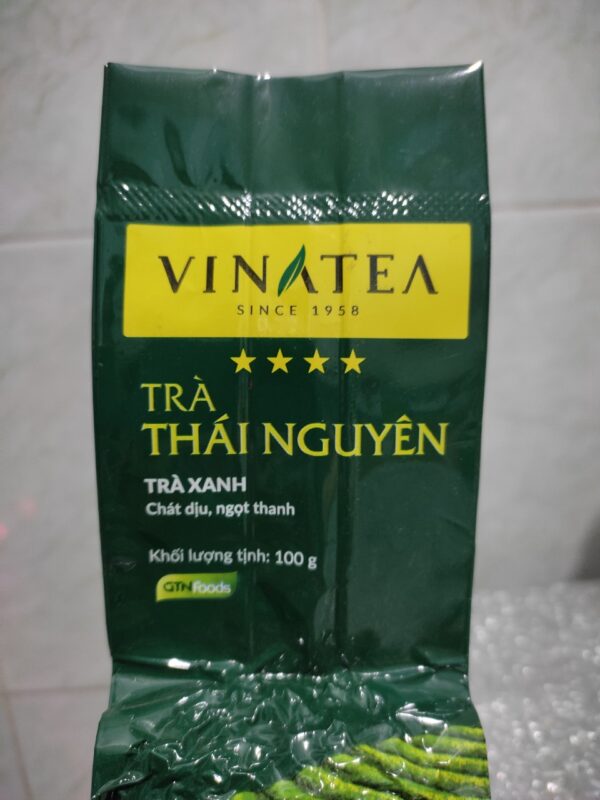 VINATEA
SINCE 1958
TRÀ
THÁI NGUYÊN
TRÀ XANH
Chát dịu, ngọt thanh
Khối lượng tịnh: 100 g
GTNFoods